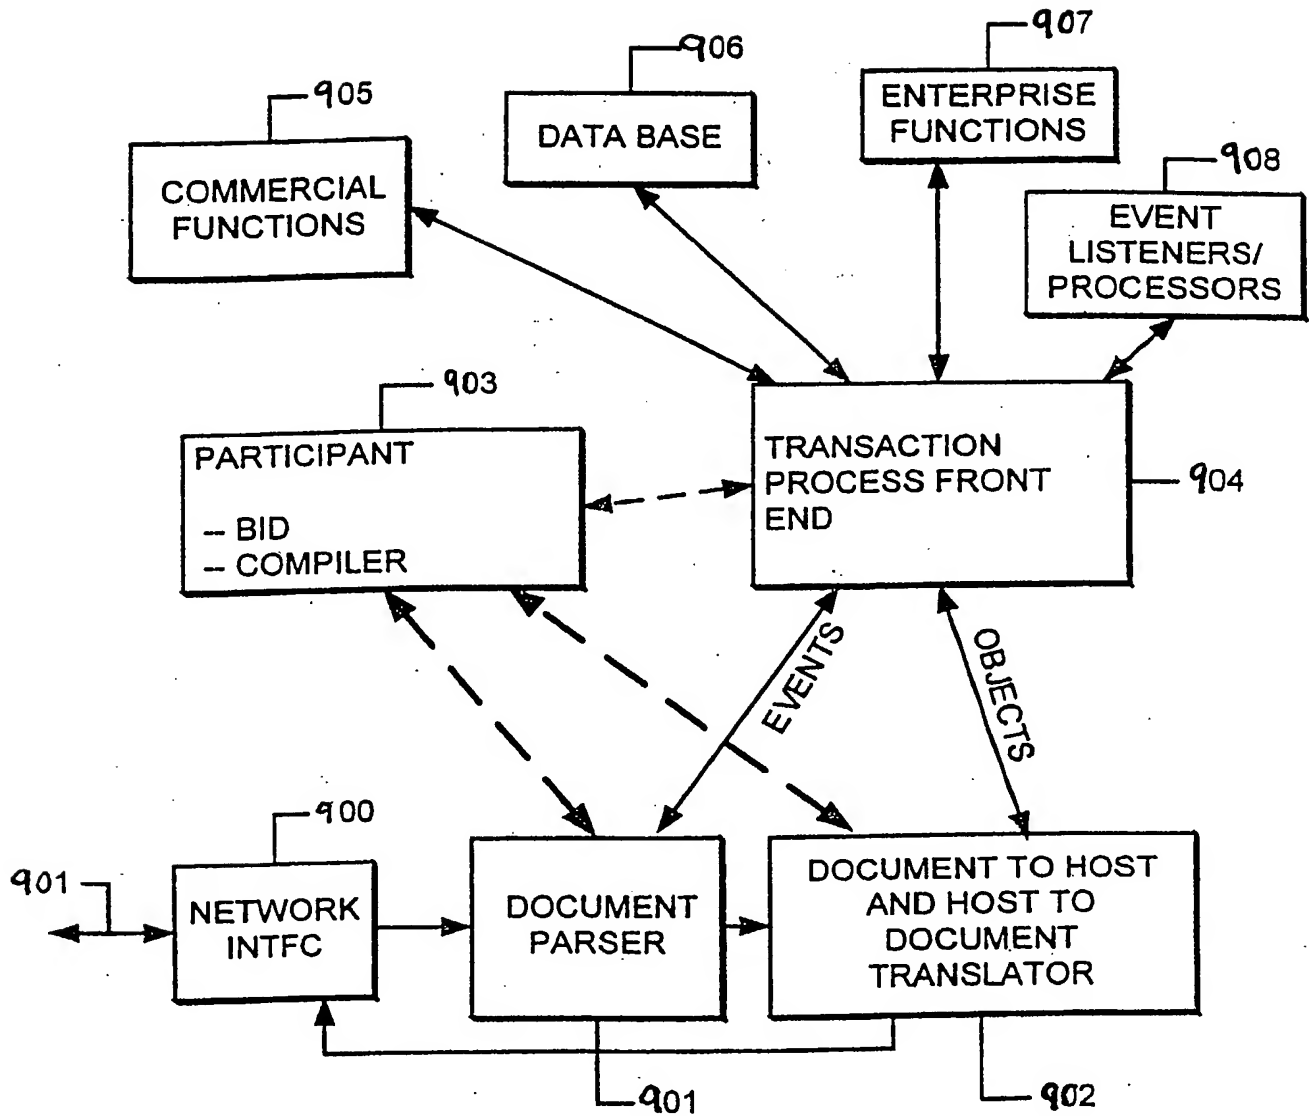 907
906
905
ENTERPRISE
FUNCTIONS
DATA BASE
908
COMMERCIAL
FUNCTIONS
EVENT
LISTENERS/
PROCESSORS
903
PARTICIPANT
– BID
– COMPILER
TRANSACTION
PROCESS FRONT
END
904
EVENTS
OBJECTS
900
901
NETWORK
INTFC
DOCUMENT
PARSER
DOCUMENT TO HOST
AND HOST TO
DOCUMENT
TRANSLATOR
901
902